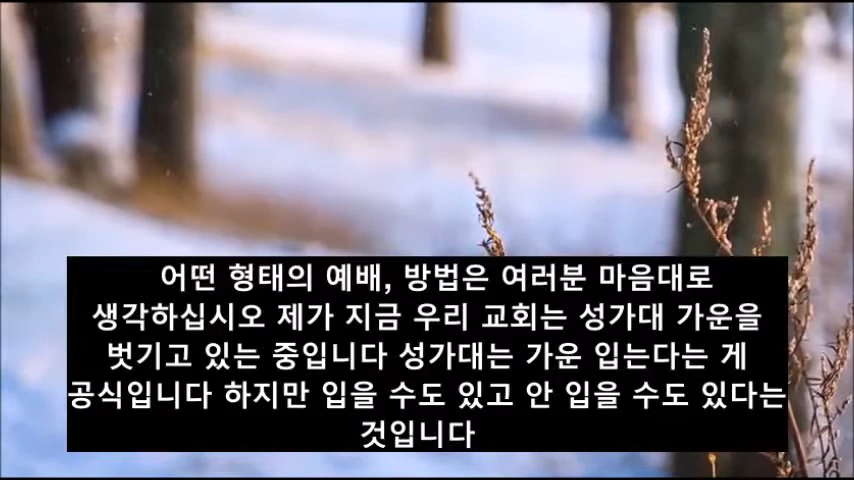 어떤 형태의 예배, 방법은 여러분 마음대로
생각하십시오 제가 지금 우리 교회는 성가대 가운을
벗기고 있는 중입니다 성가대는 가운 입는다는 게
공식입니다 하지만 입을 수도 있고 안 입을 수도 있다는
것입니다